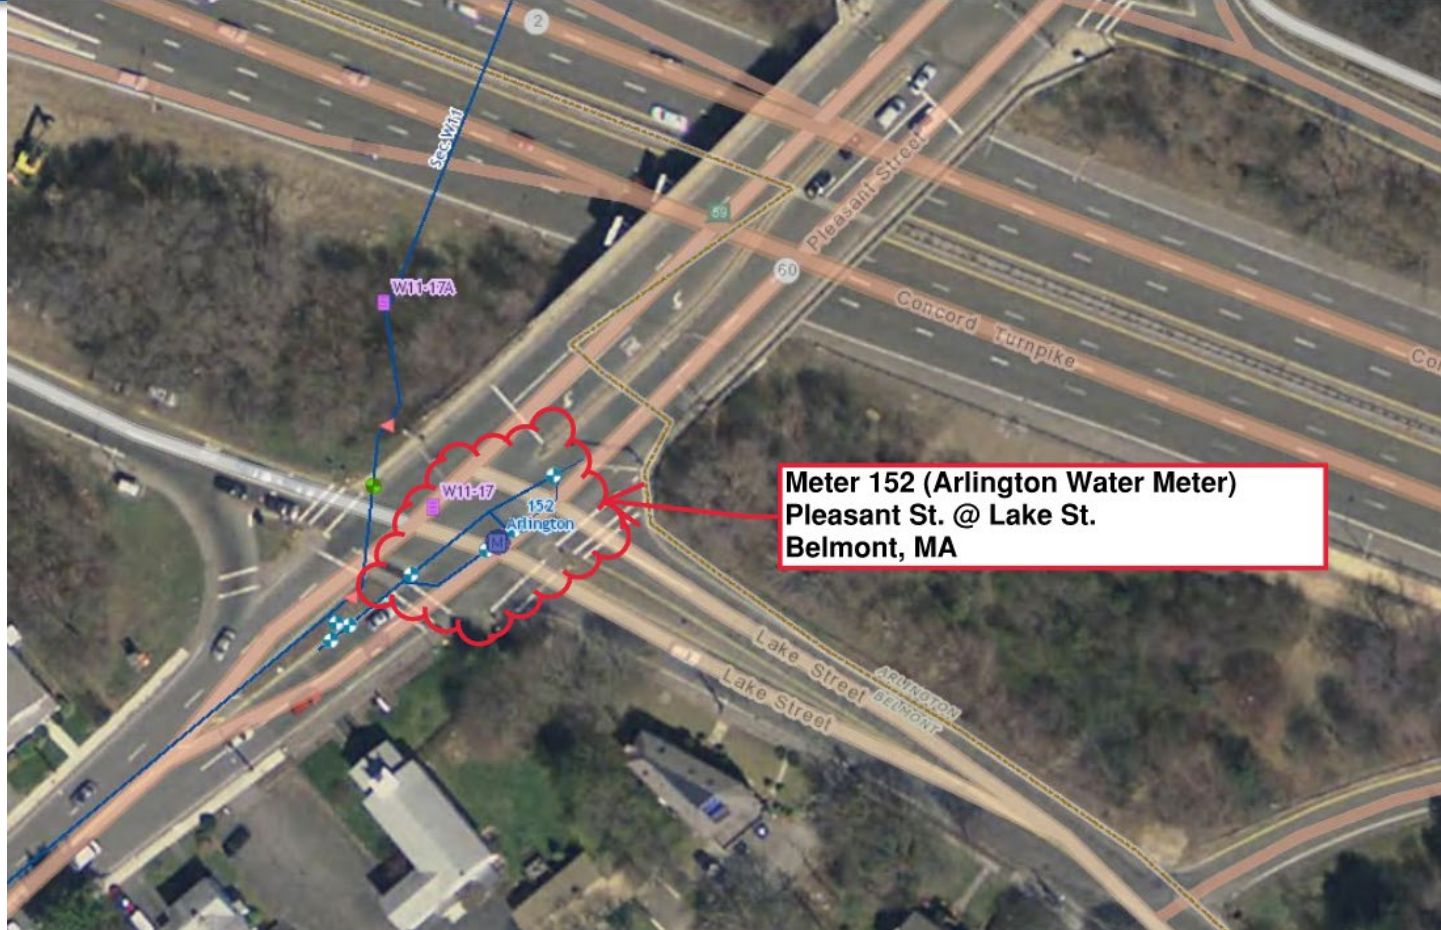 2
Sec W11
59
Pleasant Street
60
W11-17A
Concord Turnpike
W11-17
152
Arlington
Meter 152 (Arlington Water Meter)
Pleasant St. @ Lake St.
Belmont, MA
M
Lake Street
Lake Street
ARLINGTON
BELMONT